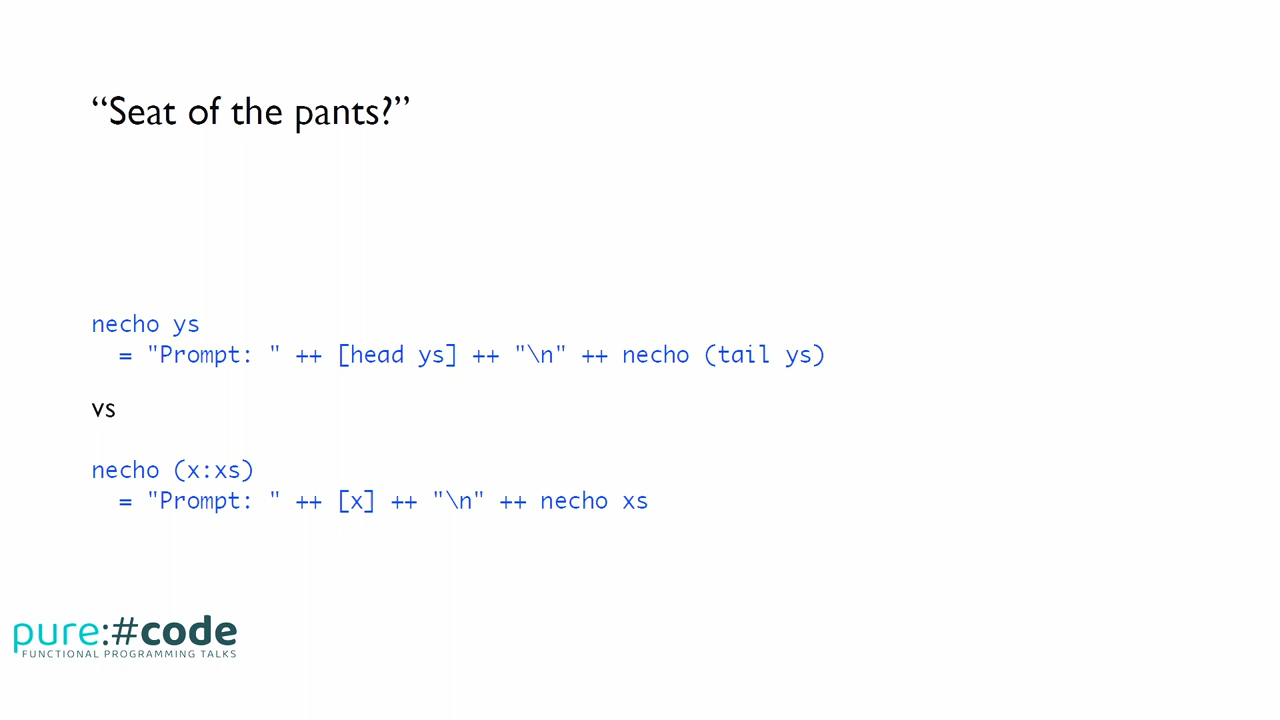 “Seat of the pants?”
necho ys
= "Prompt: " ++ [head ys] ++ "\n" ++ necho (tail ys)
vs
necho (x:xs)
= "Prompt: " ++ [x] ++ "\n" ++ necho xs
pure:#code
FUNCTIONAL PROGRAMMING TALKS